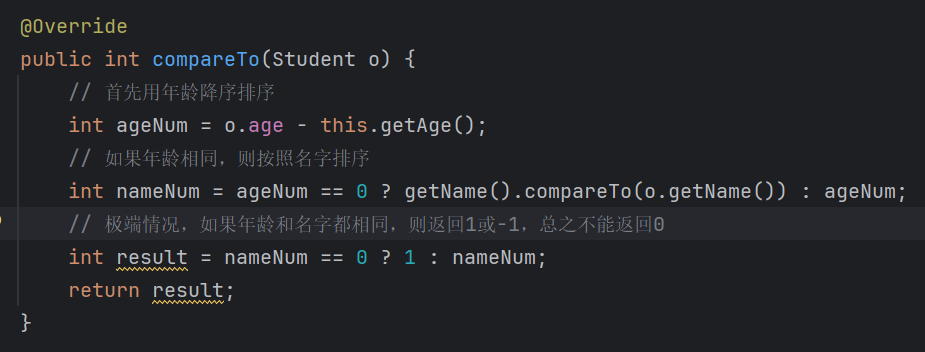 @Override
public int compareTo(Student o) {
// 首先用年龄降序排序
int ageNum = o.age - this.getAge();
// 如果年龄相同，则按照名字排序
int nameNum = ageNum == 0 ? getName().compareTo(o.getName()) : ageNum;
// 极端情况，如果年龄和名字都相同，则返回1或-1，总之不能返回0
int result = nameNum == 0 ? 1 : nameNum;
return result;
}